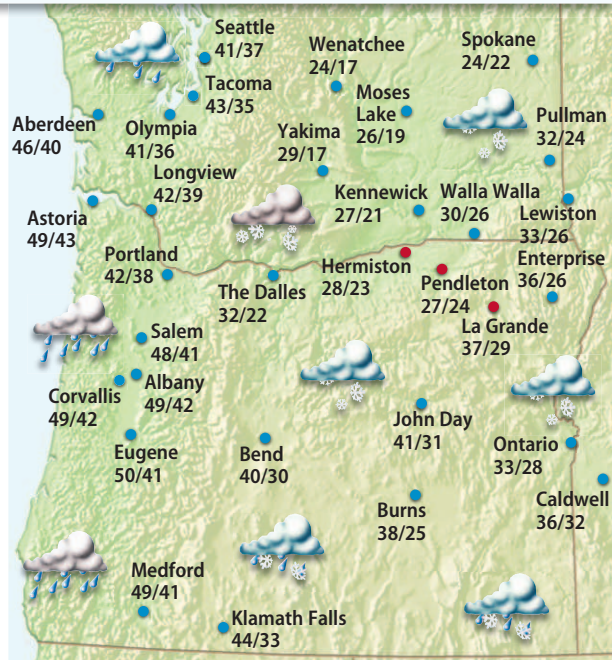 Seattle
41/37
Wenatchee
24/17
Spokane
24/22
Tacoma
43/35
Moses
Lake
26/19
Pullman
32/24
Aberdeen
46/40
Olympia
41/36
Yakima
29/17
Longview
42/39
Kennewick
27/21
Walla Walla
30/26
Lewiston
33/26
Astoria
49/43
Portland
42/38
The Dalles
32/22
Hermiston
28/23
Pendleton
27/24
Enterprise
36/26
La Grande
37/29
Salem
48/41
Corvallis
49/42
Albany
49/42
John Day
41/31
Eugene
50/41
Bend
40/30
Ontario
33/28
Caldwell
36/32
Burns
38/25
Medford
49/41
Klamath Falls
44/33